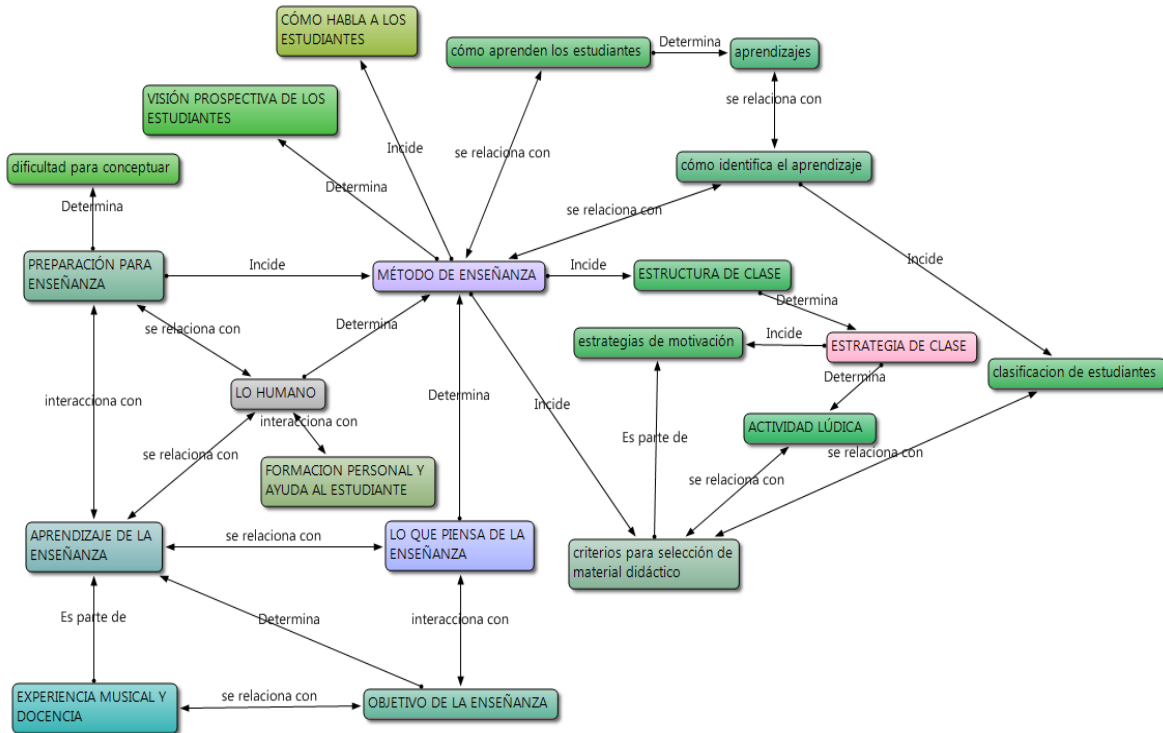 CÓMO HABLA A LOS
ESTUDIANTES
cómo aprenden los estudiantes
Determina
aprendizajes
VISIÓN PROSPECTIVA DE LOS
ESTUDIANTES
se relaciona con
Incide
se relaciona con
dificultad para conceptuar
cómo identifica el aprendizaje
Determina
Determina
se relaciona con
PREPARACIÓN PARA
ENSEÑANZA
Incide
MÉTODO DE ENSEÑANZA
Incide
ESTRUCTURA DE CLASE
Incide
Determina
se relaciona con
Determina
estrategias de motivación
Incide
ESTRATEGIA DE CLASE
clasificacion de estudiantes
Determina
LO HUMANO
interacciona con
Determina
Incide
interacciona con
Es parte de
ACTIVIDAD LÚDICA
se relaciona con
se relaciona con
FORMACION PERSONAL Y
AYUDA AL ESTUDIANTE
se relaciona con
APRENDIZAJE DE LA
ENSEÑANZA
se relaciona con
LO QUE PIENSA DE LA
ENSEÑANZA
criterios para selección de
material didáctico
Es parte de
Determina
interacciona con
EXPERIENCIA MUSICAL Y
DOCENCIA
se relaciona con
OBJETIVO DE LA ENSEÑANZA